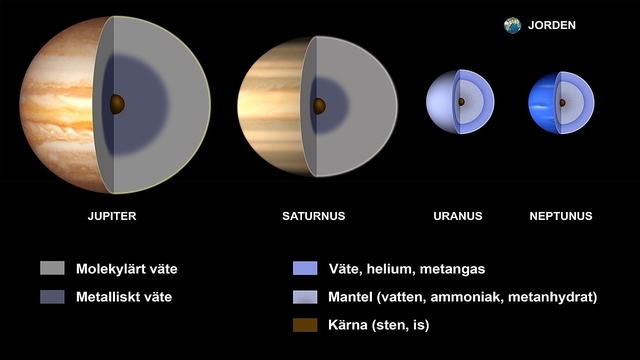 JORDEN
JUPITER
SATURNUS
URANUS
NEPTUNUS
Molekylärt väte
Metalliskt väte
Väte, helium, metangas
Mantel (vatten, ammoniak, metanhydrat)
Kärna (sten, is)